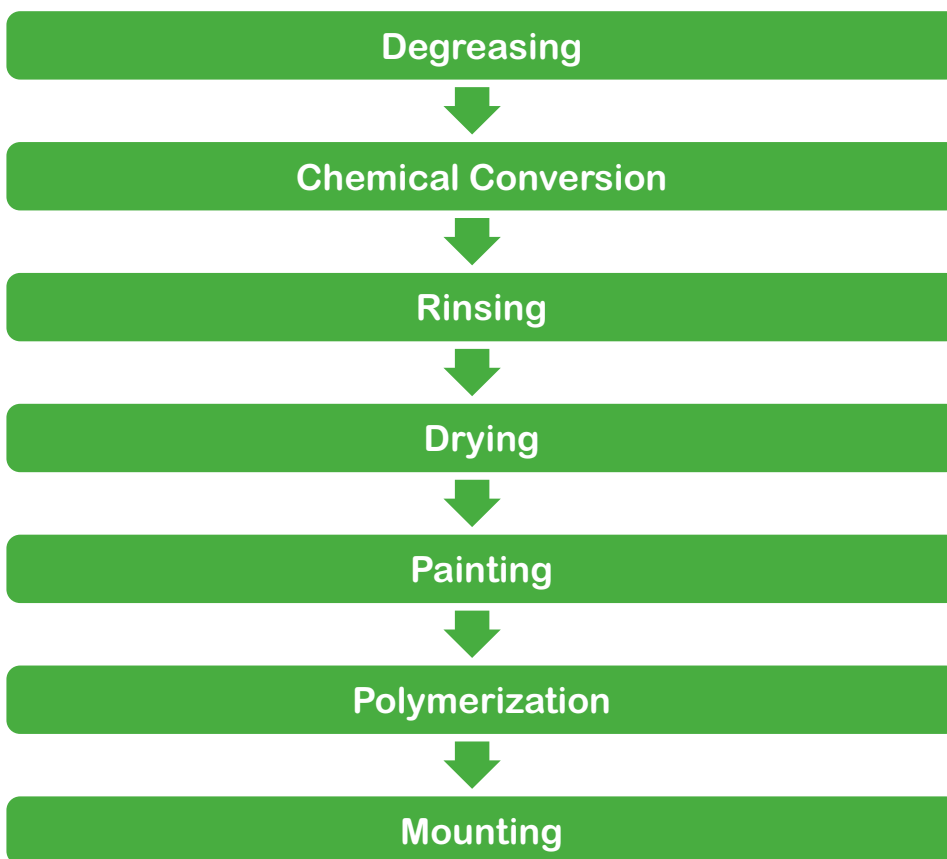 Degreasing
Chemical Conversion
Rinsing
Drying
Painting
Polymerization
Mounting